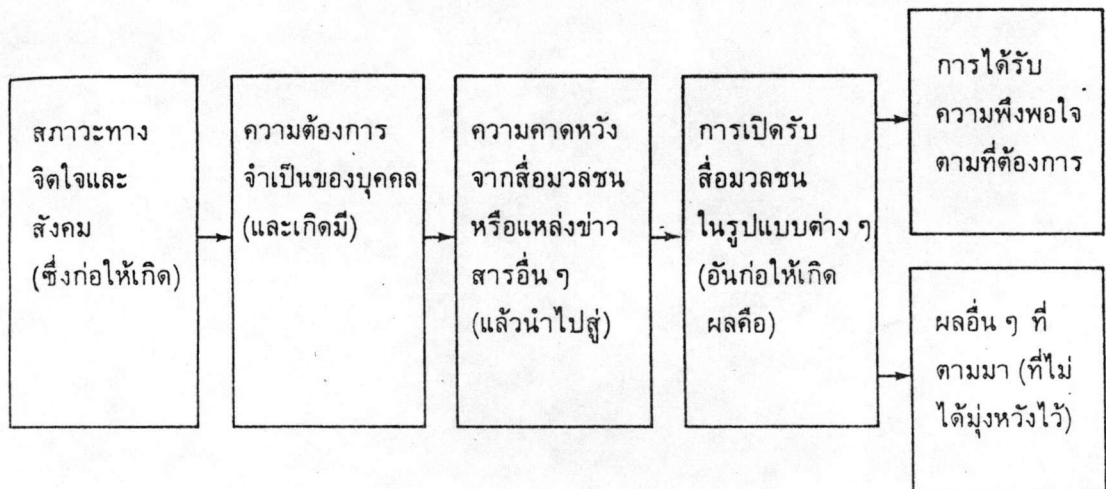 สภาวะทาง
จิตใจและ
สังคม
(ซึ่งก่อให้เกิด)
ความต้องการ
จำเป็นของบุคคล
(และเกิดมี)
ความคาดหวัง
จากสื่อมวลชน
หรือแหล่งข่าว
สารอื่น ๆ
(แล้วนำไปสู่)
การเปิดรับ
สื่อมวลชน
ในรูปแบบต่าง ๆ
(อันก่อให้เกิด
ผลคือ)
การได้รับ
ความพึงพอใจ
ตามที่ต้องการ
ผลอื่น ๆ ที่
ตามมา (ที่ไม่
ได้มุ่งหวังไว้)